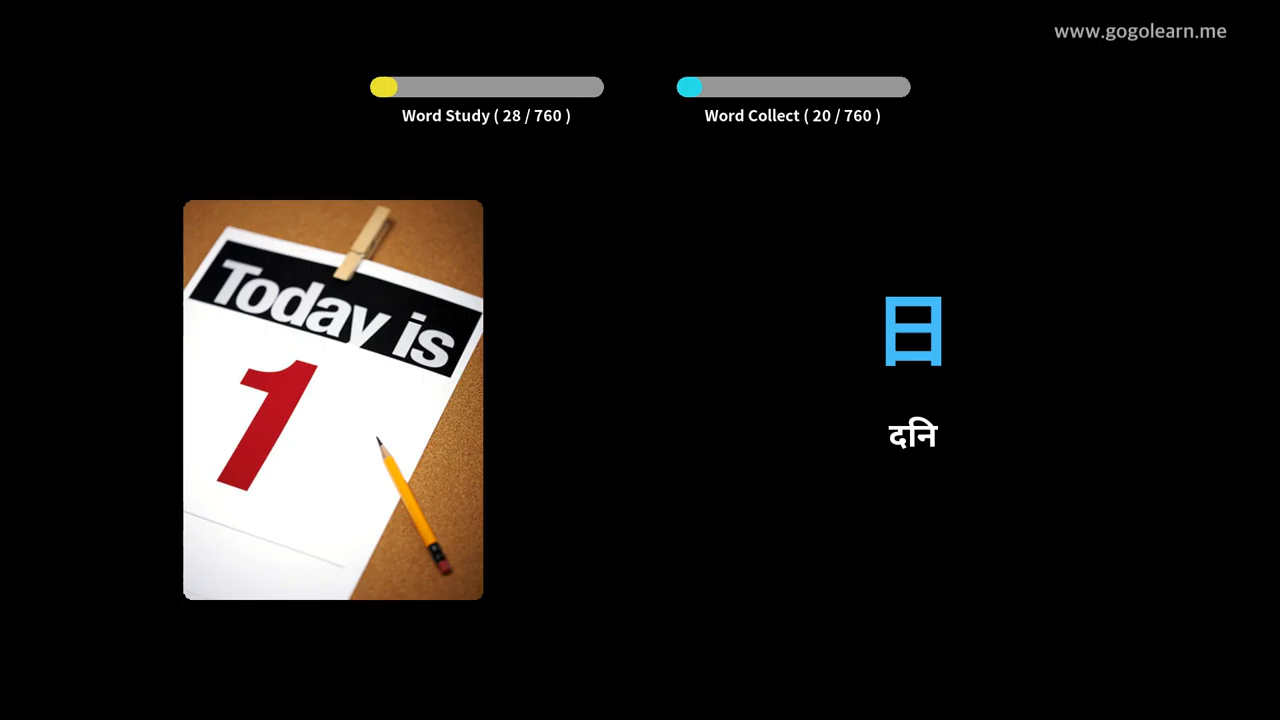 www.gogolearn.me
Word Study ( 28 / 760 )
Word Collect ( 20 / 760 )
Today is
1
日
दनि